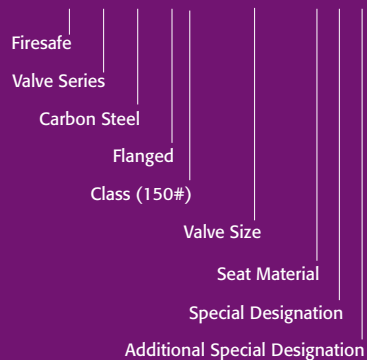 Firesafe
Valve Series
Carbon Steel
Flanged
Class (150#)
Valve Size
Seat Material
Special Designation
Additional Special Designation